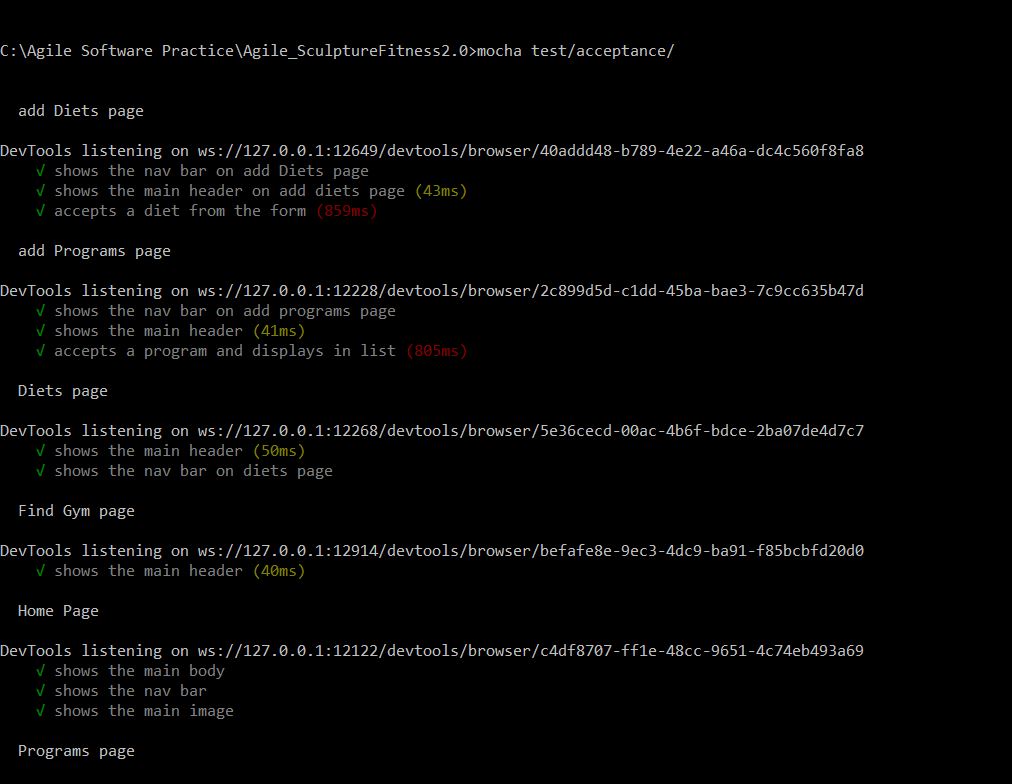 C:\Agile Software Practice\Agile_SculptureFitness2.0>mocha test/acceptance/
add Diets page
DevTools listening on ws://127.0.0.1:12649/devtools/browser/40addd48-b789-4e22-a46a-dc4c560f8fa8
√ shows the nav bar on add Diets page
√ shows the main header on add diets page (43ms)
√ accepts a diet from the form (859ms)
add Programs page
DevTools listening on ws://127.0.0.1:12228/devtools/browser/2c899d5d-c1dd-45ba-bae3-7c9cc635b47d
√ shows the nav bar on add programs page
√ shows the main header (41ms)
√ accepts a program and displays in list (805ms)
Diets page
DevTools listening on ws://127.0.0.1:12268/devtools/browser/5e36cecd-00ac-4b6f-bdce-2ba07de4d7c7
√ shows the main header (50ms)
√ shows the nav bar on diets page
Find Gym page
DevTools listening on ws://127.0.0.1:12914/devtools/browser/befafe8e-9ec3-4dc9-ba91-f85bcbfd20d0
√ shows the main header (40ms)
Home Page
DevTools listening on ws://127.0.0.1:12122/devtools/browser/c4df8707-ff1e-48cc-9651-4c74eb493a69
√ shows the main body
√ shows the nav bar
√ shows the main image
Programs page